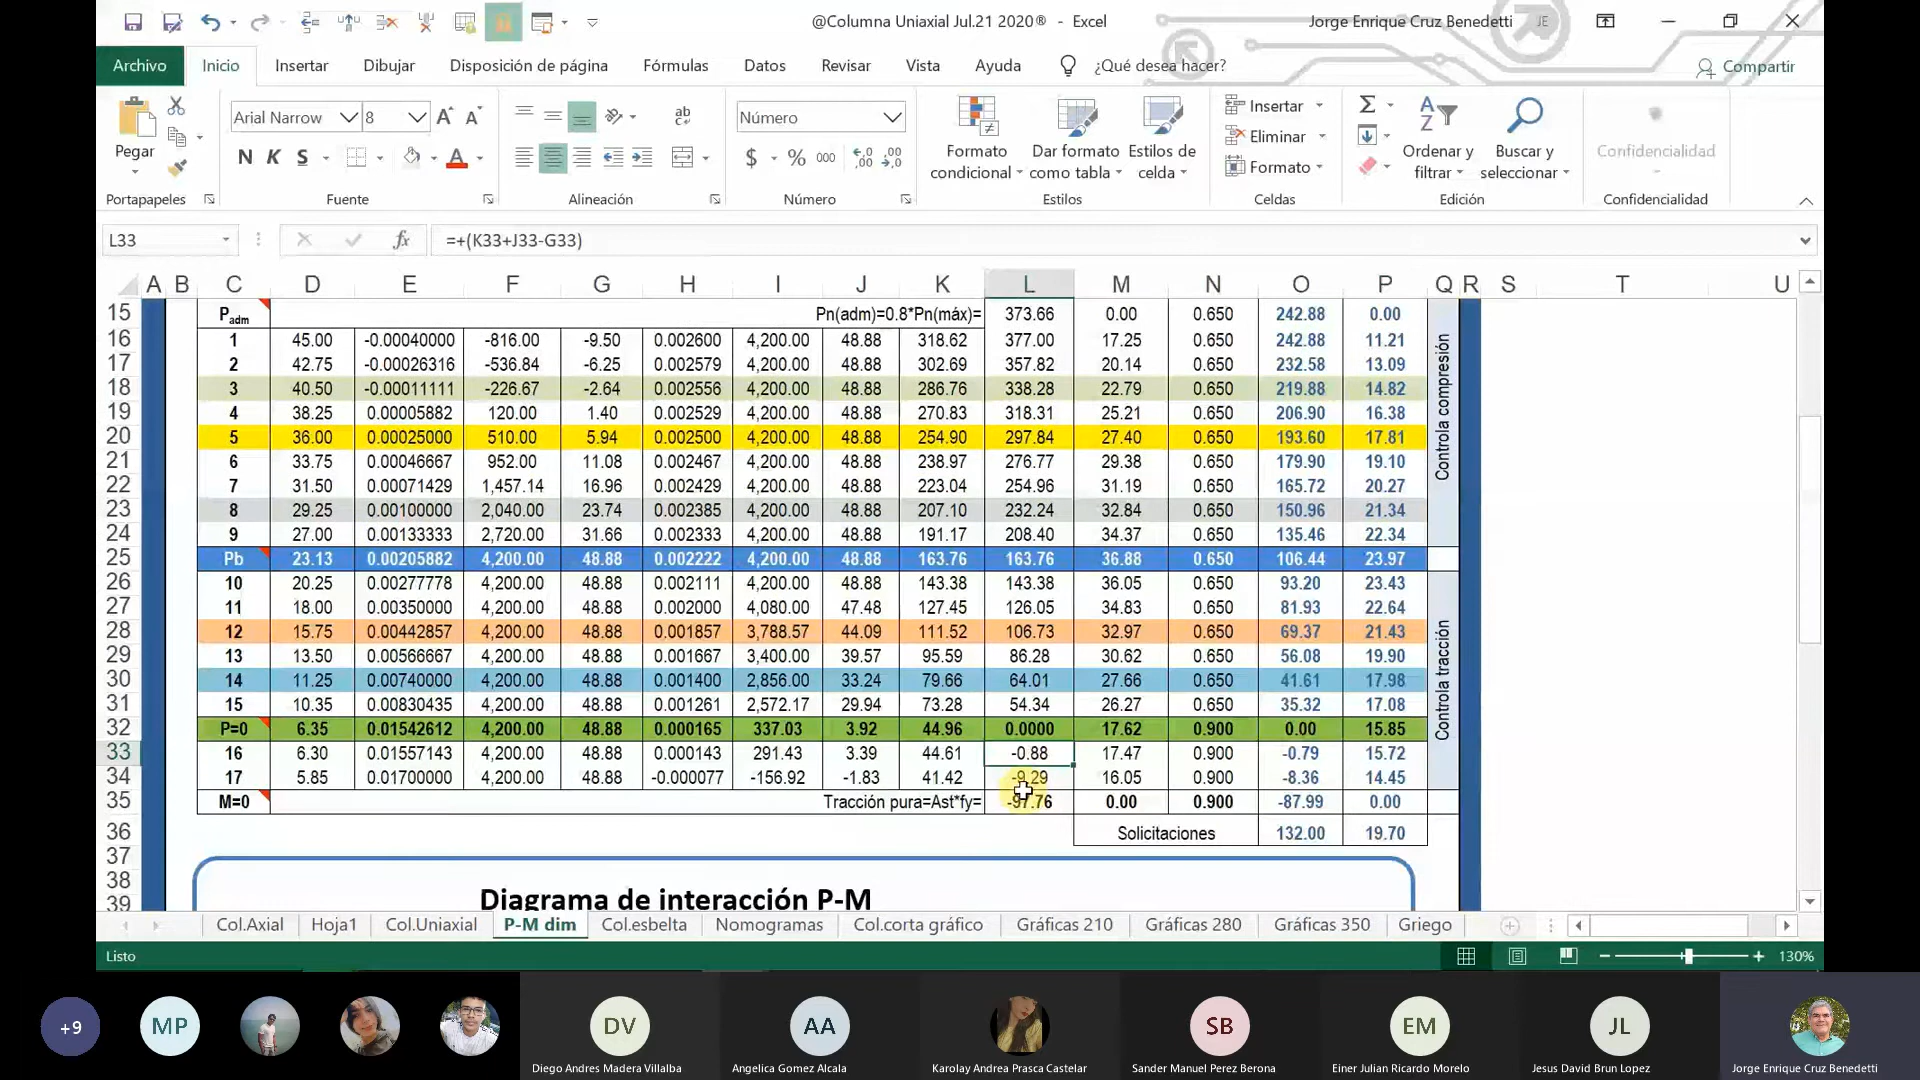 @Columna Uniaxial Jul.21 2020® - Excel
Jorge Enrique Cruz Benedetti
JE
Archivo Inicio Insertar Dibujar Disposición de página Fórmulas Datos Revisar Vista Ayuda ¿Qué desea hacer? Compartir
Arial Narrow 8 ab c Número Insertar Σ A Z
Pegar N K S A $ % 000 Formato condicional Dar formato como tabla Estilos de celda Eliminar Formato Ordenar y filtrar Buscar y seleccionar Confidencialidad
Portapapeles Fuente Alineación Número Estilos Celdas Edición Confidencialidad
L33 fx =+(K33+J33-G33)
A B C D E F G H I J K L M N O P Q R S T U
15 Padm Pn(adm)=0.8*Pn(máx)= 373.66 0.00 0.650 242.88 0.00
16 1 45.00 -0.00040000 -816.00 -9.50 0.002600 4,200.00 48.88 318.62 377.00 17.25 0.650 242.88 11.21
17 2 42.75 -0.00026316 -536.84 -6.25 0.002579 4,200.00 48.88 302.69 357.82 20.14 0.650 232.58 13.09
18 3 40.50 -0.00011111 -226.67 -2.64 0.002556 4,200.00 48.88 286.76 338.28 22.79 0.650 219.88 14.82
19 4 38.25 0.00005882 120.00 1.40 0.002529 4,200.00 48.88 270.83 318.31 25.21 0.650 206.90 16.38
20 5 36.00 0.00025000 510.00 5.94 0.002500 4,200.00 48.88 254.90 297.84 27.40 0.650 193.60 17.81
21 6 33.75 0.00046667 952.00 11.08 0.002467 4,200.00 48.88 238.97 276.77 29.38 0.650 179.90 19.10
22 7 31.50 0.00071429 1,457.14 16.96 0.002429 4,200.00 48.88 223.04 254.96 31.19 0.650 165.72 20.27
23 8 29.25 0.00100000 2,040.00 23.74 0.002385 4,200.00 48.88 207.10 232.24 32.84 0.650 150.96 21.34
24 9 27.00 0.00133333 2,720.00 31.66 0.002333 4,200.00 48.88 191.17 208.40 34.37 0.650 135.46 22.34
Controla compresión
25 Pb 23.13 0.00205882 4,200.00 48.88 0.002222 4,200.00 48.88 163.76 163.76 36.88 0.650 106.44 23.97
26 10 20.25 0.00277778 4,200.00 48.88 0.002111 4,200.00 48.88 143.38 143.38 36.05 0.650 93.20 23.43
27 11 18.00 0.00350000 4,200.00 48.88 0.002000 4,080.00 47.48 127.45 126.05 34.83 0.650 81.93 22.64
28 12 15.75 0.00442857 4,200.00 48.88 0.001857 3,788.57 44.09 111.52 106.73 32.97 0.650 69.37 21.43
29 13 13.50 0.00566667 4,200.00 48.88 0.001667 3,400.00 39.57 95.59 86.28 30.62 0.650 56.08 19.90
30 14 11.25 0.00740000 4,200.00 48.88 0.001400 2,856.00 33.24 79.66 64.01 27.66 0.650 41.61 17.98
31 15 10.35 0.00830435 4,200.00 48.88 0.001261 2,572.17 29.94 73.28 54.34 26.27 0.650 35.32 17.08
32 P=0 6.35 0.01542612 4,200.00 48.88 0.000165 337.03 3.92 44.96 0.0000 17.62 0.900 0.00 15.85
33 16 6.30 0.01557143 4,200.00 48.88 0.000143 291.43 3.39 44.61 -0.88 17.47 0.900 -0.79 15.72
34 17 5.85 0.01700000 4,200.00 48.88 -0.000077 -156.92 -1.83 41.42 -9.29 16.05 0.900 -8.36 14.45
Controla tracción
35 M=0 Tracción pura=Ast*fy= -97.76 0.00 0.900 -87.99 0.00
36 Solicitaciones 132.00 19.70
37
38
39 Diagrama de interacción P-M
Col.Axial Hoja1 Col.Uniaxial P-M dim Col.esbelta Nomogramas Col.corta gráfico Gráficas 210 Gráficas 280 Gráficas 350 Griego
Listo 130%
+9 MP DV AA SB EM JL
Diego Andres Madera Villalba Angelica Gomez Alcala Karolay Andrea Prasca Castelar Sander Manuel Perez Berona Einer Julian Ricardo Morelo Jesus David Brun Lopez Jorge Enrique Cruz Benedetti